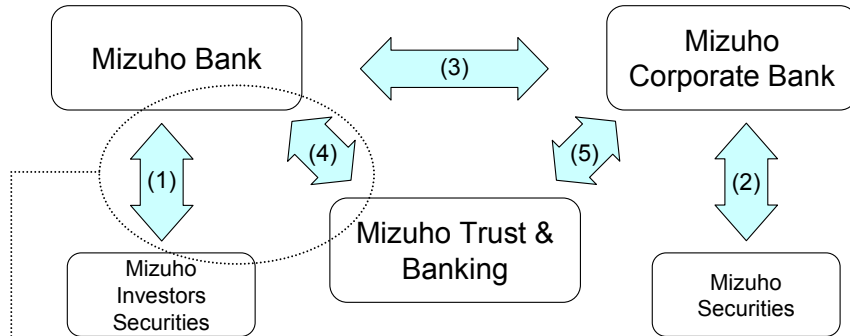 Mizuho Bank
(3)
Mizuho
Corporate Bank
(1)
(4)
(5)
(2)
Mizuho Trust &
Banking
Mizuho
Investors
Securities
Mizuho
Securities